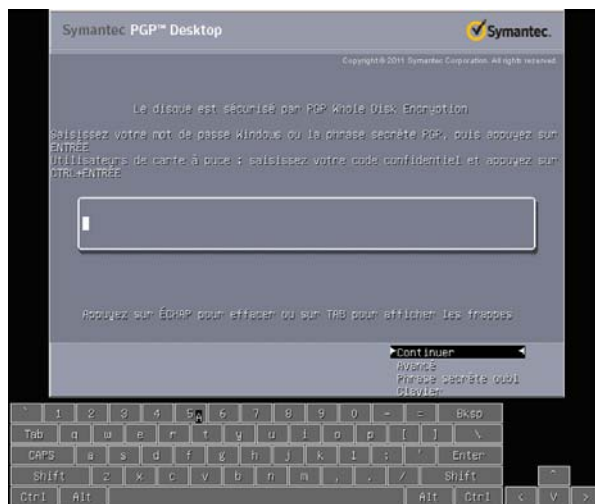 Symantec PGP™ Desktop
Symantec.
Copyright © 2011 Symantec Corporation. All rights reserved.
Le disque est sécurisé par PGP Whole Disk Encryption
Saisissez votre mot de passe Windows ou la phrase secrète PGP, puis appuyez sur
ENTRÉE
Utilisateurs de carte à puce : saisissez votre code confidentiel et appuyez sur
CTRL+ENTRÉE
Appuyez sur ÉCHAP pour effacer ou sur TAB pour afficher les frappes
Continuer
Avancé
Phrase secrète oubl
Clavier
` 1 2 3 4 5 6 7 8 9 0 - = Bksp
Tab q w e r t y u i o p [ ] \
CAPS a s d f g h j k l ; ' Enter
Shift z x c v b n m , . / Shift ^
Ctrl Alt Alt Ctrl < V >